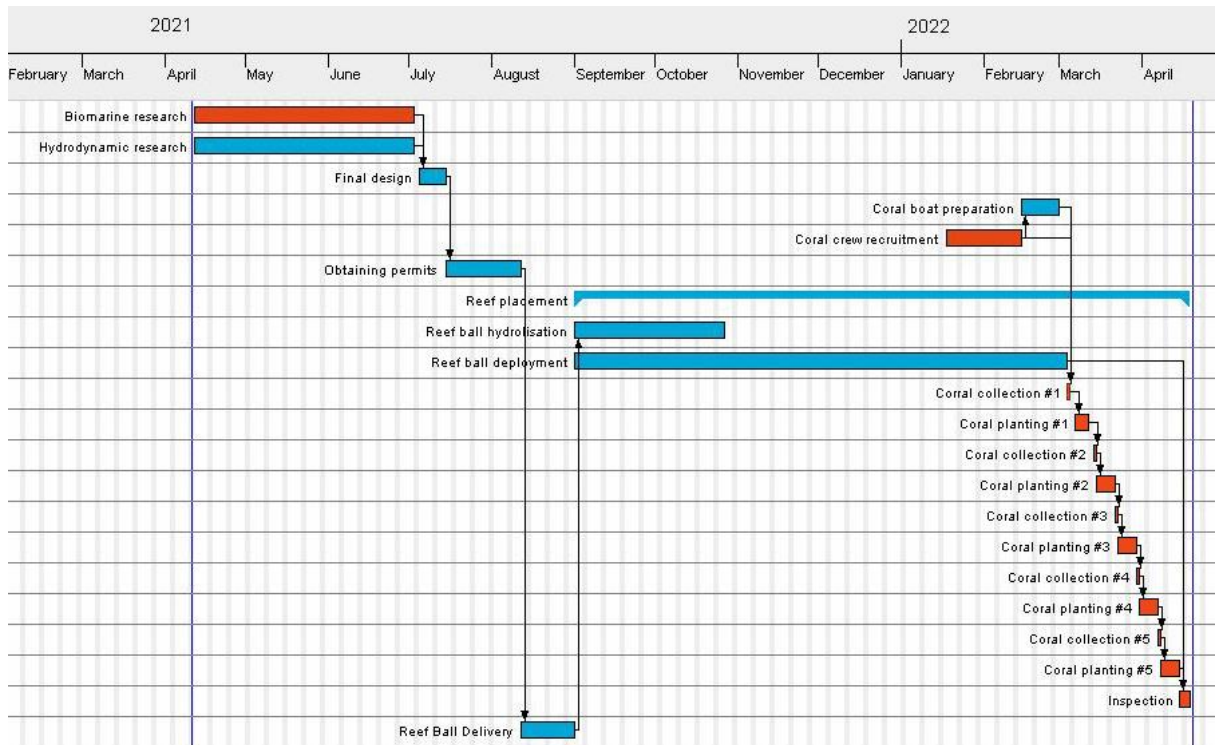 2021 2022
February March April May June July August September October November December January February March April
Biomarine research
Hydrodynamic research
Final design
Coral boat preparation
Coral crew recruitment
Obtaining permits
Reef placement
Reef ball hydrolisation
Reef ball deployment
Corral collection #1
Coral planting #1
Coral collection #2
Coral planting #2
Coral collection #3
Coral planting #3
Coral collection #4
Coral planting #4
Coral collection #5
Coral planting #5
Inspection
Reef Ball Delivery